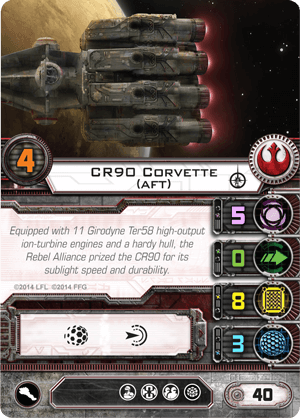 4
CR90 CORVETTE
(AFT)
5
Equipped with 11 Girodyne Ter58 high-output
ion-turbine engines and a hardy hull, the
Rebel Alliance prized the CR90 for its
sublight speed and durability.
0
©2014 LFL ©2014 FFG
8
3
40